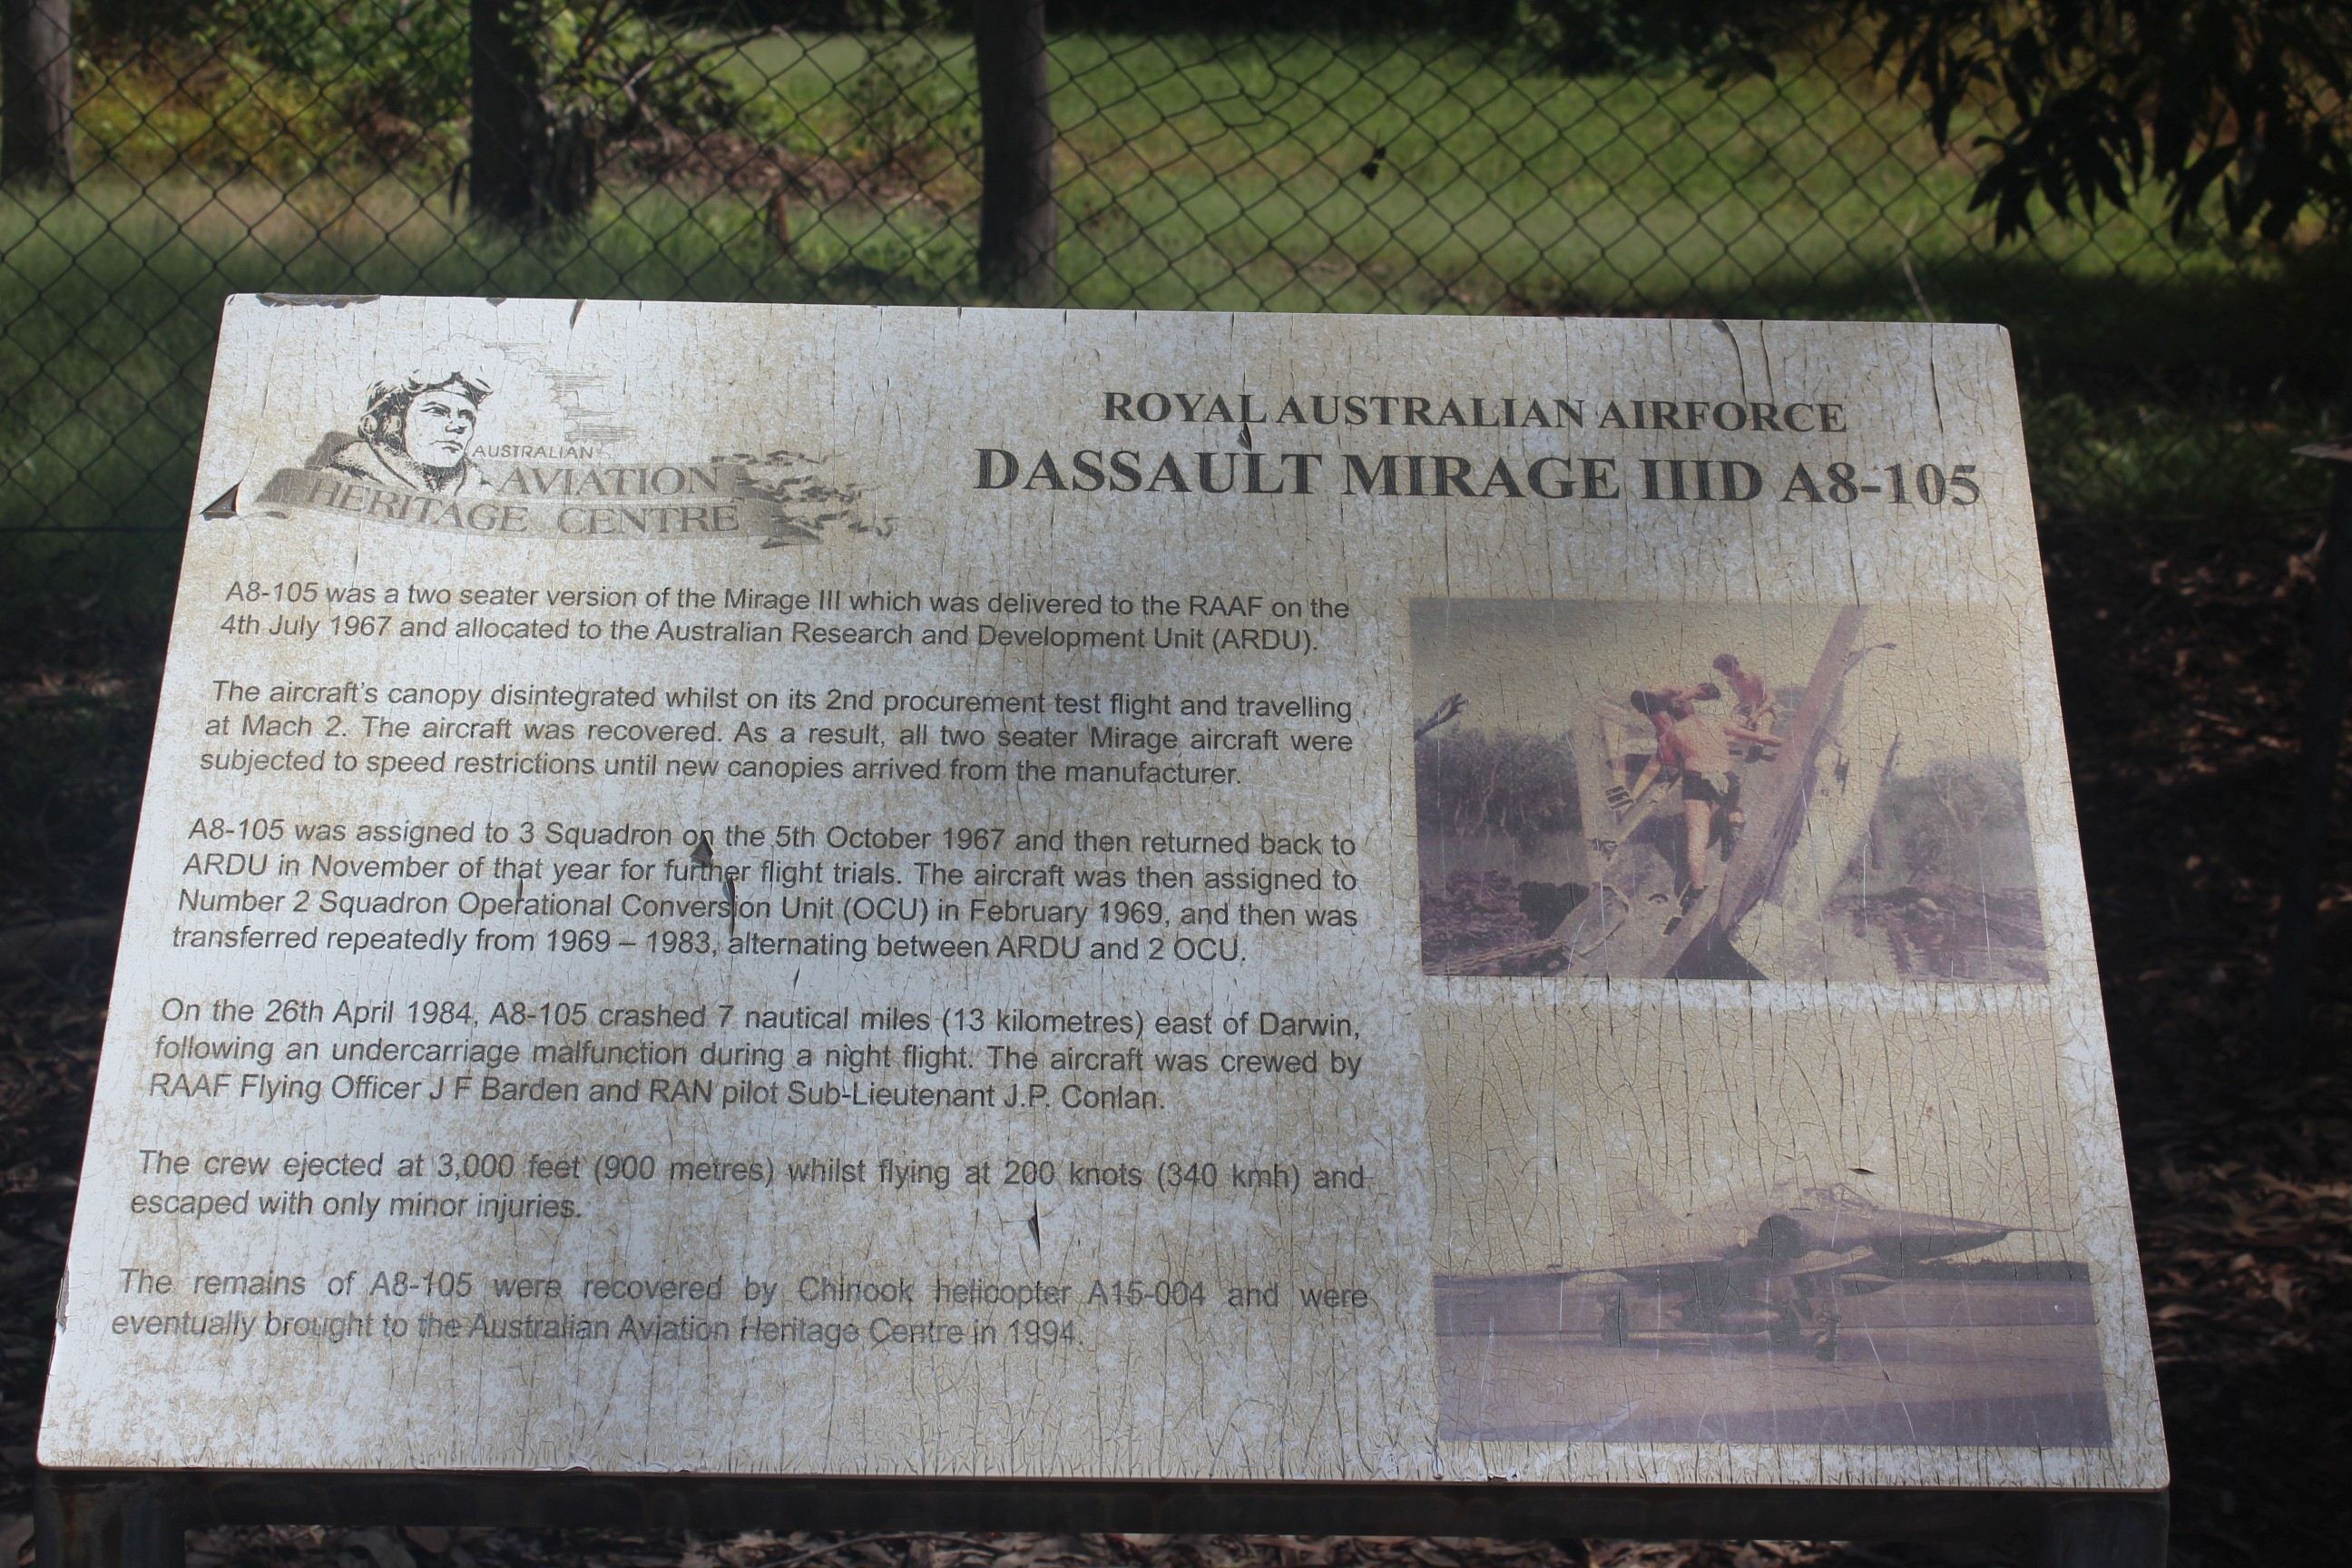 AUSTRALIAN
AVIATION
HERITAGE CENTRE
ROYAL AUSTRALIAN AIRFORCE
DASSAULT MIRAGE IIID A8-105
A8-105 was a two seater version of the Mirage III which was delivered to the RAAF on the
4th July 1967 and allocated to the Australian Research and Development Unit (ARDU).
The aircraft's canopy disintegrated whilst on its 2nd procurement test flight and travelling
at Mach 2. The aircraft was recovered. As a result, all two seater Mirage aircraft were
subjected to speed restrictions until new canopies arrived from the manufacturer.
A8-105 was assigned to 3 Squadron on the 5th October 1967 and then returned back to
ARDU in November of that year for further flight trials. The aircraft was then assigned to
Number 2 Squadron Operational Conversion Unit (OCU) in February 1969, and then was
transferred repeatedly from 1969 – 1983, alternating between ARDU and 2 OCU.
On the 26th April 1984, A8-105 crashed 7 nautical miles (13 kilometres) east of Darwin,
following an undercarriage malfunction during a night flight. The aircraft was crewed by
RAAF Flying Officer J F Barden and RAN pilot Sub-Lieutenant J.P. Conlan.
The crew ejected at 3,000 feet (900 metres) whilst flying at 200 knots (340 kmh) and
escaped with only minor injuries.
The remains of A8-105 were recovered by Chinook helicopter A15-004 and were
eventually brought to the Australian Aviation Heritage Centre in 1994.